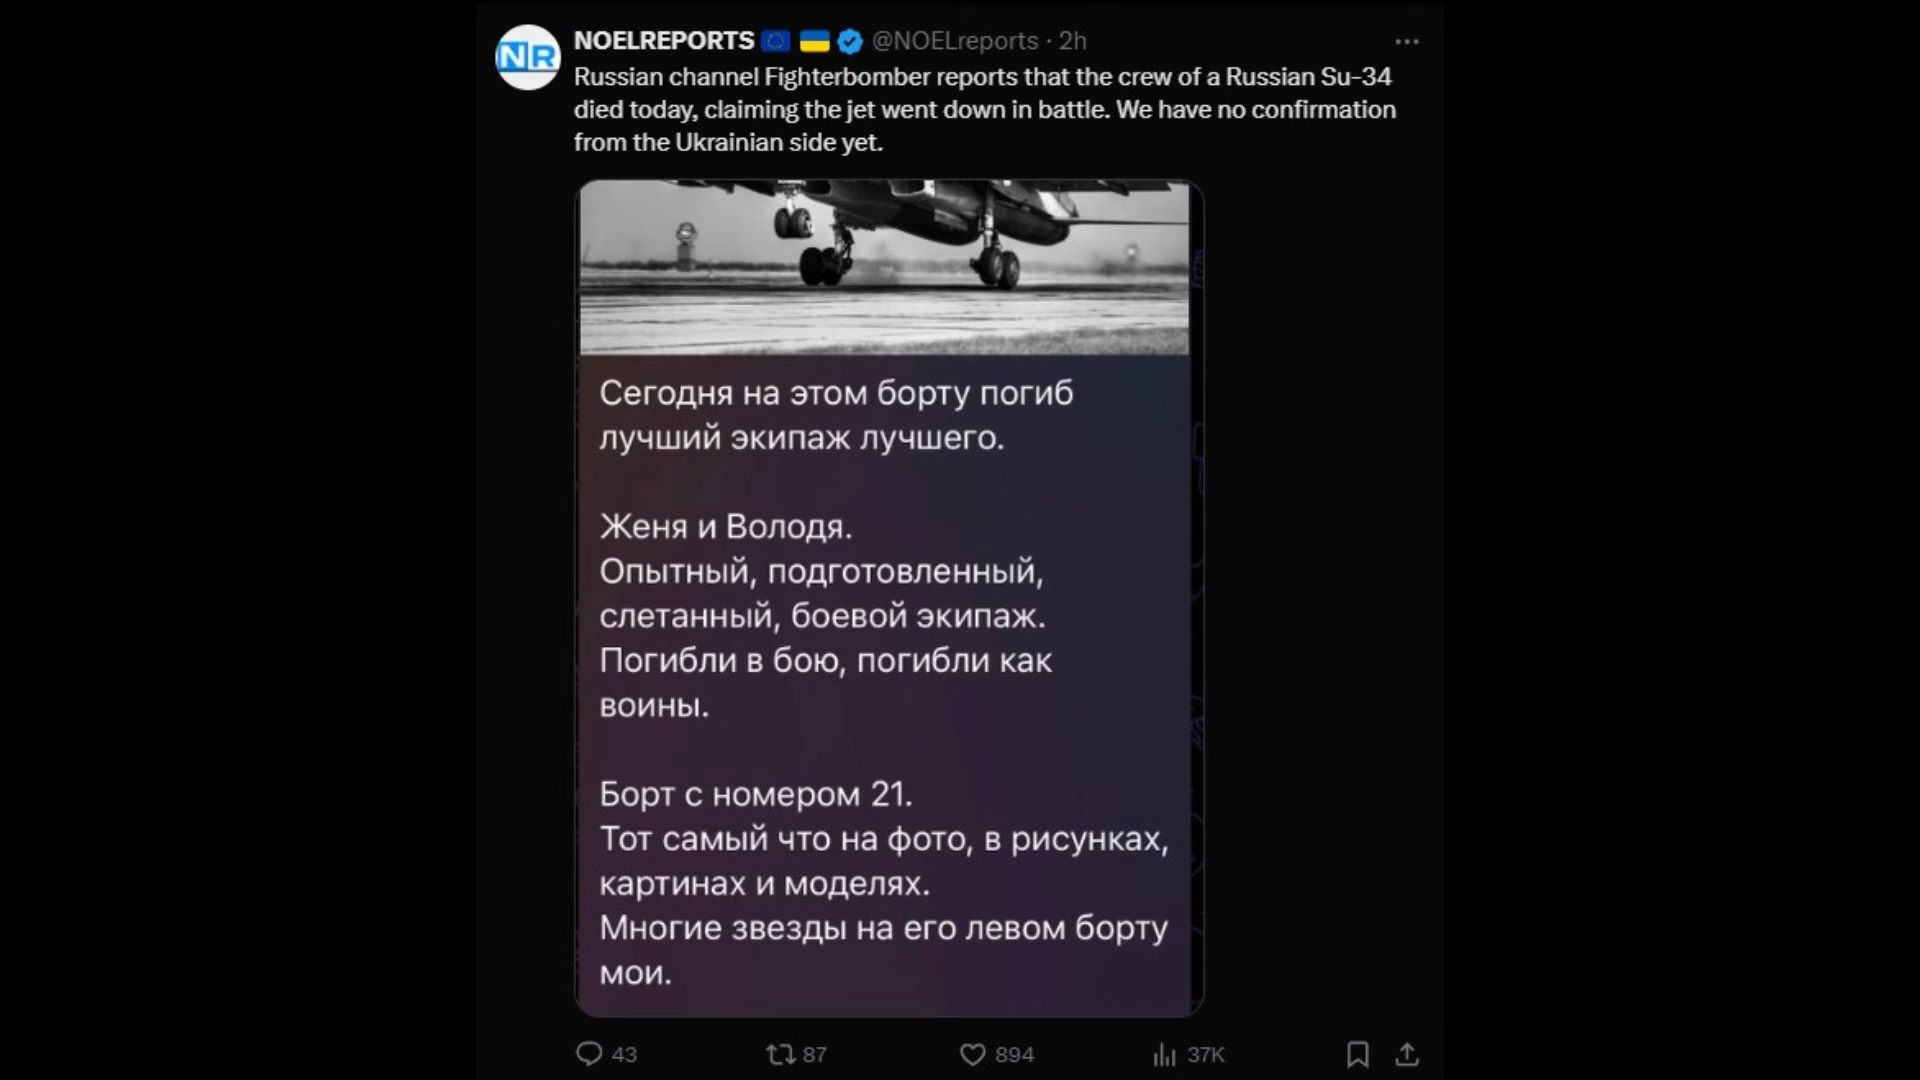 NR
NOELREPORTS 🇪🇺 🇺🇦 @NOELreports · 2h
Russian channel Fighterbomber reports that the crew of a Russian Su-34
died today, claiming the jet went down in battle. We have no confirmation
from the Ukrainian side yet.
Сегодня на этом борту погиб
лучший экипаж лучшего.
Женя и Володя.
Опытный, подготовленный,
слетанный, боевой экипаж.
Погибли в бою, погибли как
воины.
Борт с номером 21.
Тот самый что на фото, в рисунках,
картинах и моделях.
Многие звезды на его левом борту
мои.
43 87 894 37K